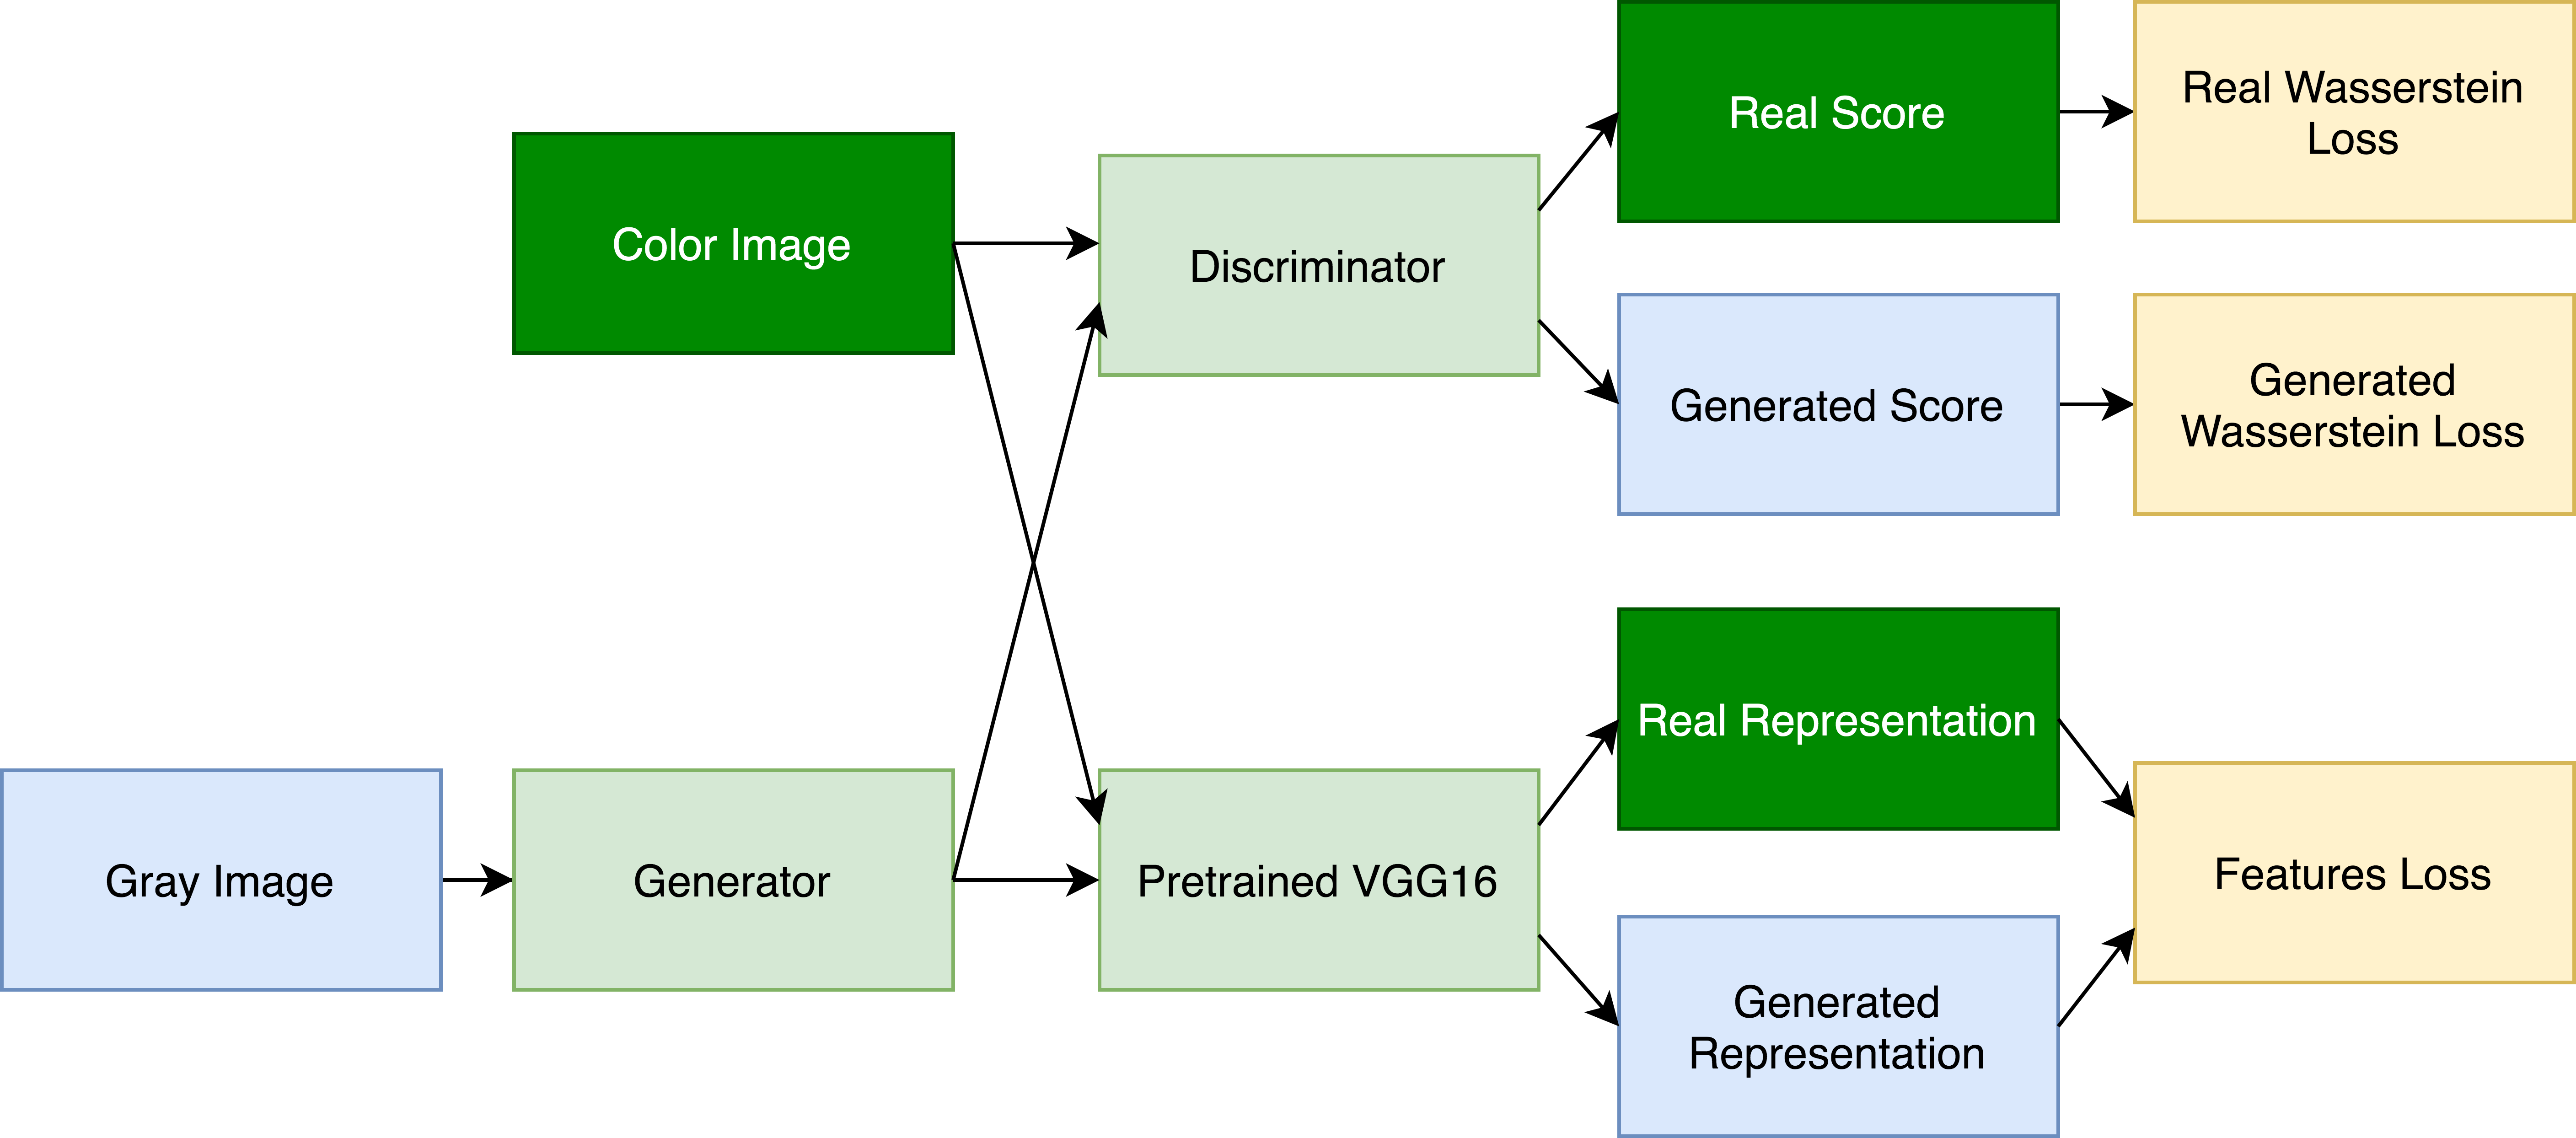 Real Score
Real Wasserstein
Loss
Color Image
Discriminator
Generated Score
Generated
Wasserstein Loss
Real Representation
Gray Image
Generator
Pretrained VGG16
Features Loss
Generated
Representation